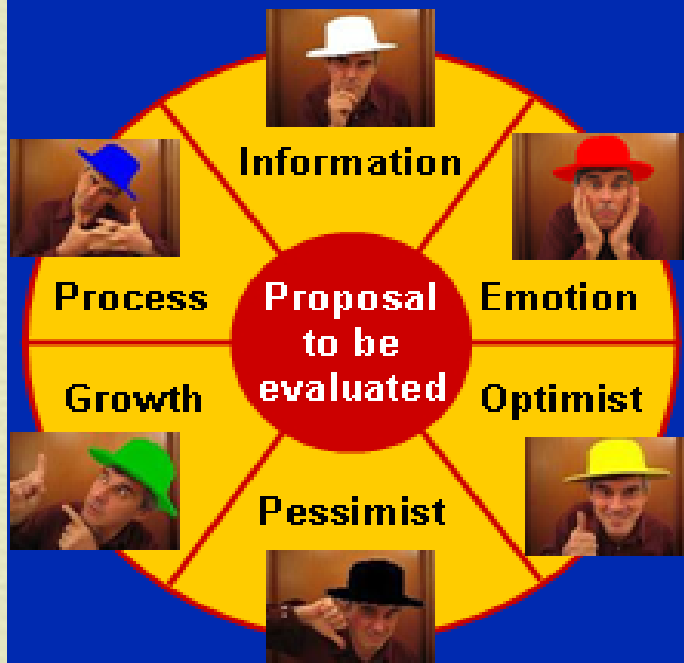 Information
Process
Proposal
to be
evaluated
Emotion
Growth
Optimist
Pessimist